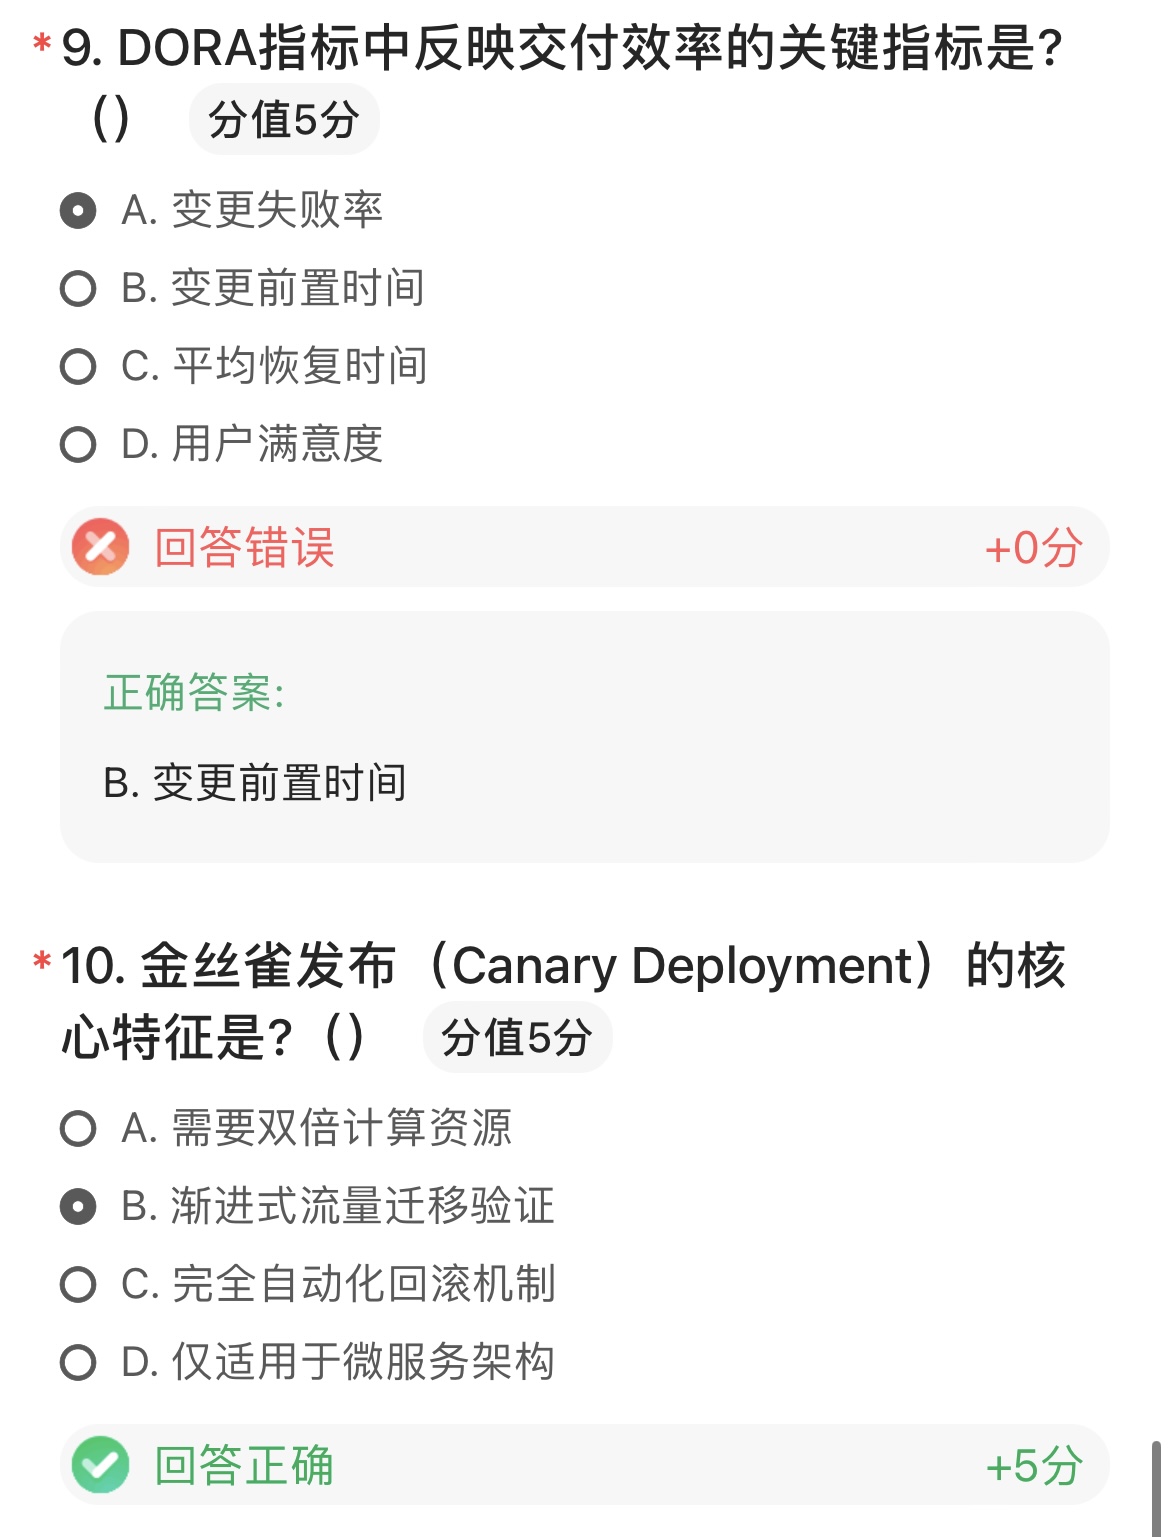 *9. DORA指标中反映交付效率的关键指标是?
() 分值5分
A. 变更失败率
B. 变更前置时间
C. 平均恢复时间
D. 用户满意度
回答错误 +0分
正确答案:
B. 变更前置时间
*10. 金丝雀发布（Canary Deployment）的核
心特征是?（） 分值5分
A. 需要双倍计算资源
B. 渐进式流量迁移验证
C. 完全自动化回滚机制
D. 仅适用于微服务架构
回答正确 +5分